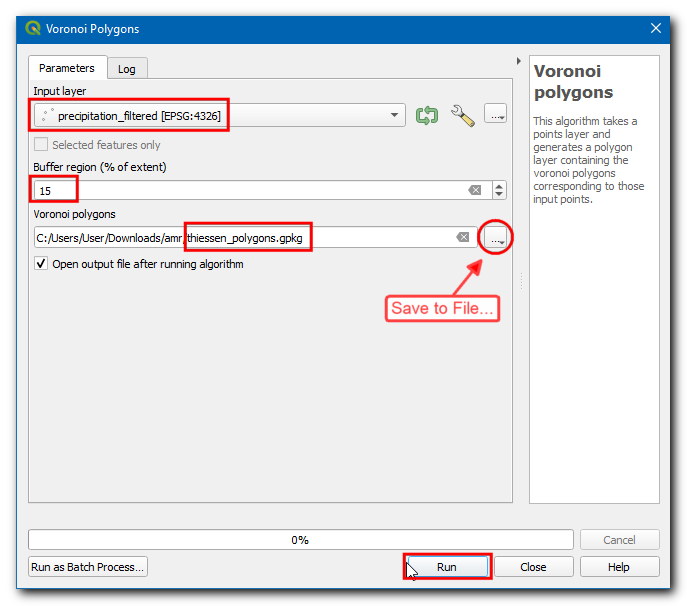 Voronoi Polygons
Parameters
Log
Input layer
precipitation_filtered [EPSG:4326]
...
Selected features only
Buffer region (% of extent)
15
Voronoi polygons
C:/Users/User/Downloads/amr/thiessen_polygons.gpkg
...
Open output file after running algorithm
Save to File...
Voronoi
polygons
This algorithm takes a
points layer and
generates a polygon
layer containing the
voronoi polygons
corresponding to those
input points.
0%
Cancel
Run as Batch Process...
Run
Close
Help